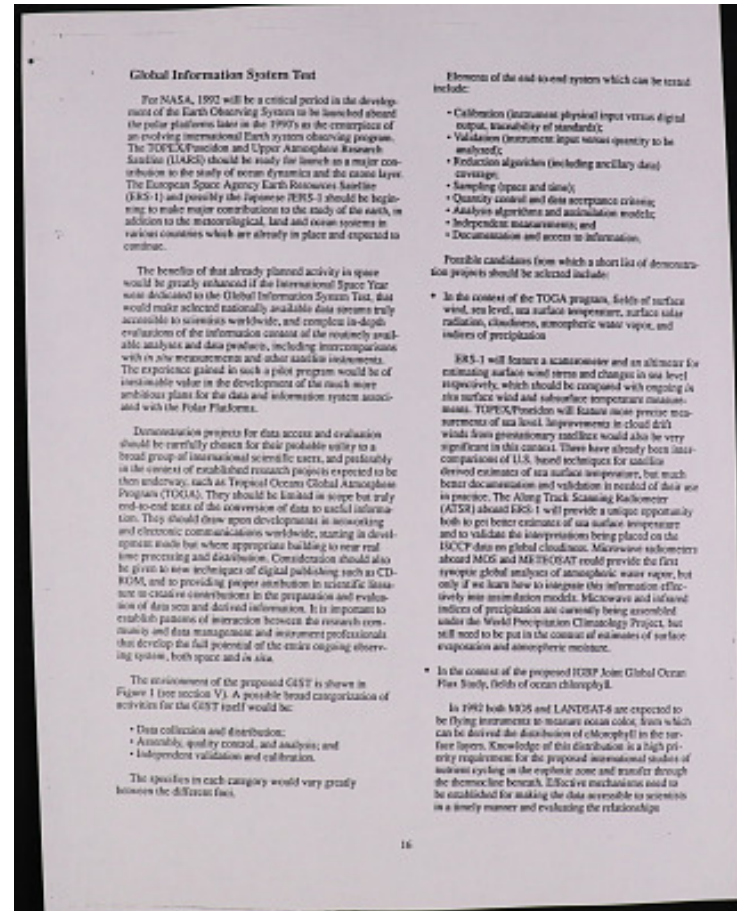 Global Information System Test
For NASA, 1992 will be a critical period in the develop-
ment of the Earth Observing System to be launched aboard
the polar platforms later in the 1990's as the centerpiece of
an evolving international Earth system observing program.
The TOPEX/Poseidon and Upper Atmosphere Research
Satellite (UARS) should be ready for launch as a major con-
tribution to the study of ocean dynamics and the ozone layer.
The European Space Agency Earth Resources Satellite
(ERS-1) and possibly the Japanese JERS-1 should be begin-
ning to make major contributions to the study of the earth, in
addition to the meteorological, land and ocean systems in
various countries which are already in place and expected to
continue.
The benefits of that already planned activity in space
would be greatly enhanced if the International Space Year
were dedicated to the Global Information System Test, that
would make selected nationally available data streams truly
accessible to scientists worldwide, and complete in-depth
evaluations of the information content of the routinely avail-
able analyses and data products, including intercomparisons
with in situ measurements and other satellite instruments.
The experience gained in such a pilot program would be of
inestimable value in the development of the much more
ambitious plans for the data and information system associ-
ated with the Polar Platforms.
Demonstration projects for data access and evaluation
should be carefully chosen for their probable utility to a
broad group of international scientific users, and preferably
in the context of established research projects expected to be
then underway, such as Tropical Oceans Global Atmosphere
Program (TOGA). They should be limited in scope but truly
end-to-end tests of the conversion of data to useful informa-
tion. They should draw upon developments in networking
and electronic communications worldwide, starting in devel-
opment mode but where appropriate building to near real
time processing and distribution. Consideration should also
be given to new techniques of digital publishing such as CD-
ROM, and to providing proper attribution in scientific litera-
ture to creative contributions in the preparation and evalua-
tion of data sets and derived information. It is important to
establish patterns of interaction between the research com-
munity and data management and instrument professionals
that develop the full potential of the entire ongoing observ-
ing system, both space and in situ.
The environment of the proposed GIST is shown in
Figure 1 (see section V). A possible broad categorization of
activities for the GIST itself would be:
• Data collection and distribution;
• Assembly, quality control, and analysis; and
• Independent validation and calibration.
The specifics in each category would vary greatly
between the different foci.
Elements of the end-to-end system which can be tested
include:
• Calibration (instrument physical input versus digital
output, traceability of standards);
• Validation (instrument input versus quantity to be
analyzed);
• Reduction algorithm (including ancillary data)
coverage;
• Sampling (space and time);
• Quantity control and data acceptance criteria;
• Analysis algorithms and assimilation models;
• Independent measurements; and
• Documentation and access to information.
Possible candidates from which a short list of demonstra-
tion projects should be selected include:
• In the context of the TOGA program, fields of surface
wind, sea level, sea surface temperature, surface solar
radiation, cloudiness, atmospheric water vapor, and
indices of precipitation
ERS-1 will feature a scatterometer and an altimeter for
estimating surface wind stress and changes in sea level
respectively, which should be compared with ongoing in
situ surface wind and subsurface temperature measure-
ments. TOPEX/Poseidon will feature more precise mea-
surements of sea level. Improvements in cloud drift
winds from geostationary satellites would also be very
significant in this context. There have already been inter-
comparisons of U.S. based techniques for satellite
derived estimates of sea surface temperature, but much
better documentation and validation is needed of their use
in practice. The Along Track Scanning Radiometer
(ATSR) aboard ERS-1 will provide a unique opportunity
both to get better estimates of sea surface temperature
and to validate the interpretations being placed on the
ISCCP data on global cloudiness. Microwave radiometers
aboard MOS and METEOSAT could provide the first
synoptic global analyses of atmospheric water vapor, but
only if we learn how to integrate this information effec-
tively into assimilation models. Microwave and infrared
indices of precipitation are currently being assembled
under the World Precipitation Climatology Project, but
still need to be put in the context of estimates of surface
evaporation and atmospheric moisture.
• In the context of the proposed IGBP Joint Global Ocean
Flux Study, fields of ocean chlorophyll.
In 1992 both MOS and LANDSAT-6 are expected to
be flying instruments to measure ocean color, from which
can be derived the distribution of chlorophyll in the sur-
face layers. Knowledge of this distribution is a high pri-
ority requirement for the proposed international studies of
nutrient cycling in the euphotic zone and transfer through
the thermocline beneath. Effective mechanisms need to
be established for making the data accessible to scientists
in a timely manner and evaluating the relationships
16